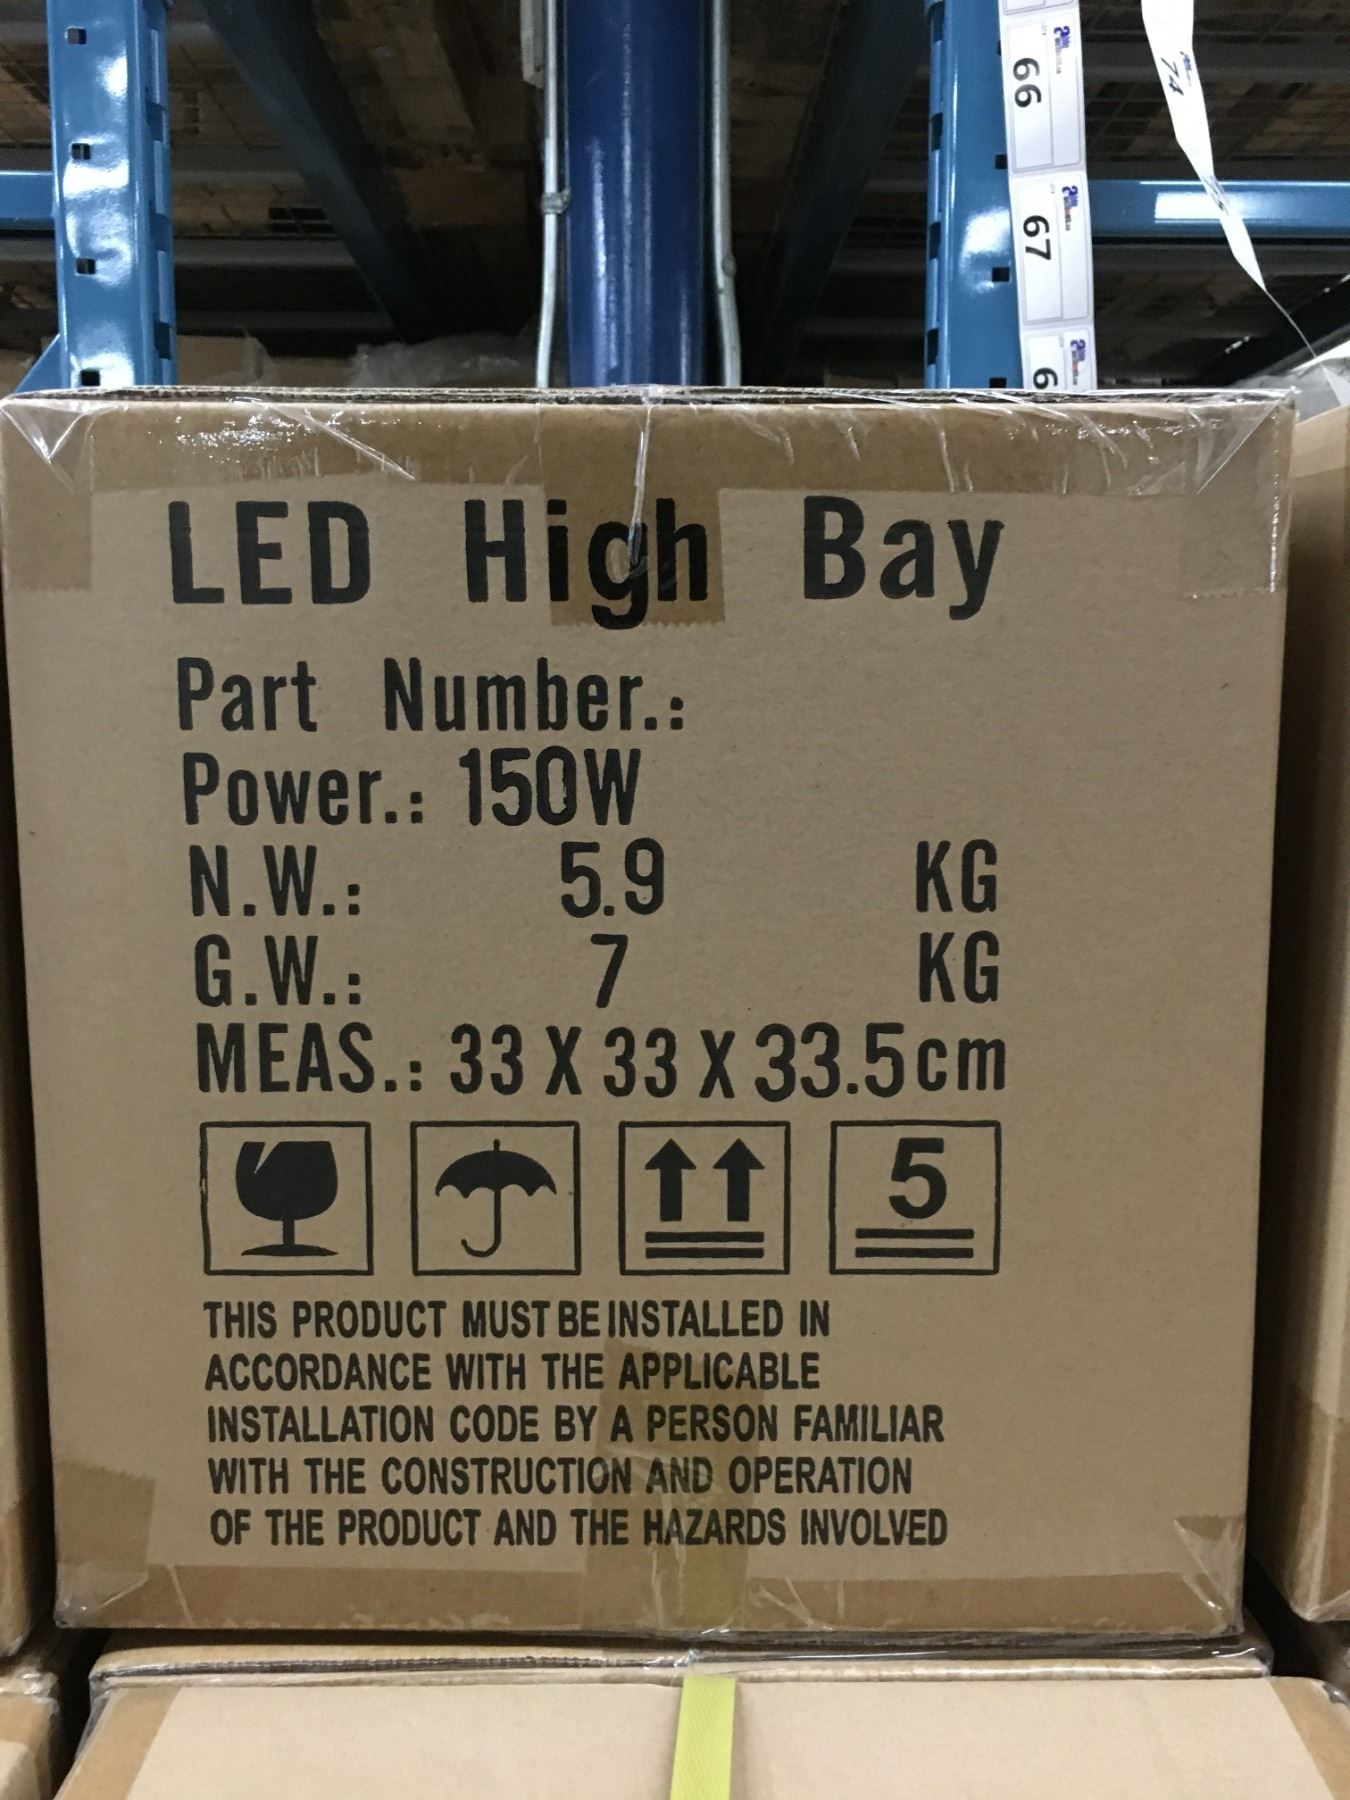 66
67
6
74
LED High Bay
Part Number.:
Power.: 150W
N.W.: 5.9 KG
G.W.: 7 KG
MEAS.: 33 X 33 X 33.5cm
5
THIS PRODUCT MUST BE INSTALLED IN
ACCORDANCE WITH THE APPLICABLE
INSTALLATION CODE BY A PERSON FAMILIAR
WITH THE CONSTRUCTION AND OPERATION
OF THE PRODUCT AND THE HAZARDS INVOLVED